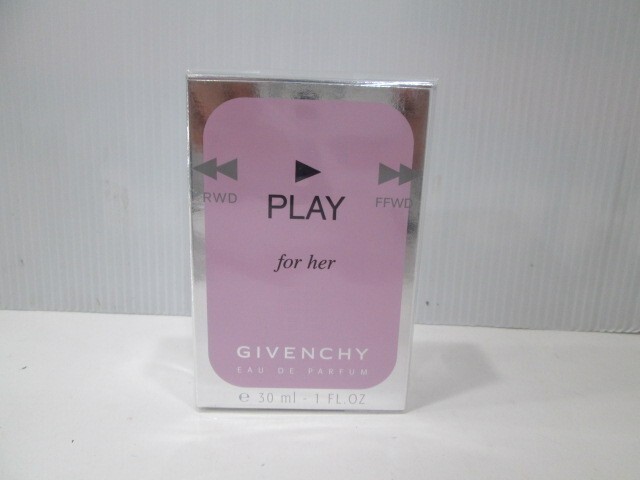 RWD
PLAY
FFWD
for her
GIVENCHY
EAU DE PARFUM
℮ 30 ml - 1 FL.OZ